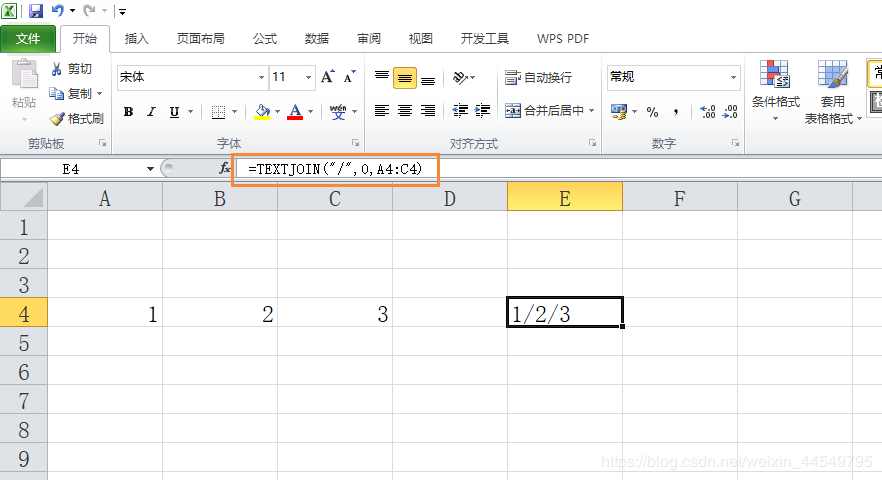 文件 开始 插入 页面布局 公式 数据 审阅 视图 开发工具 WPS PDF
粘贴 剪切 复制 格式刷
宋体 11 A A
B I U A wén 文
自动换行
合并后居中
常规
% , .00 .0
条件格式 套用
表格格式
剪贴板 字体 对齐方式 数字
E4 fx =TEXTJOIN("/",0,A4:C4)
A B C D E F G
1
2
3
4 1 2 3 1/2/3
5
6
7
8
9
https://blog.csdn.net/weixin_44549795